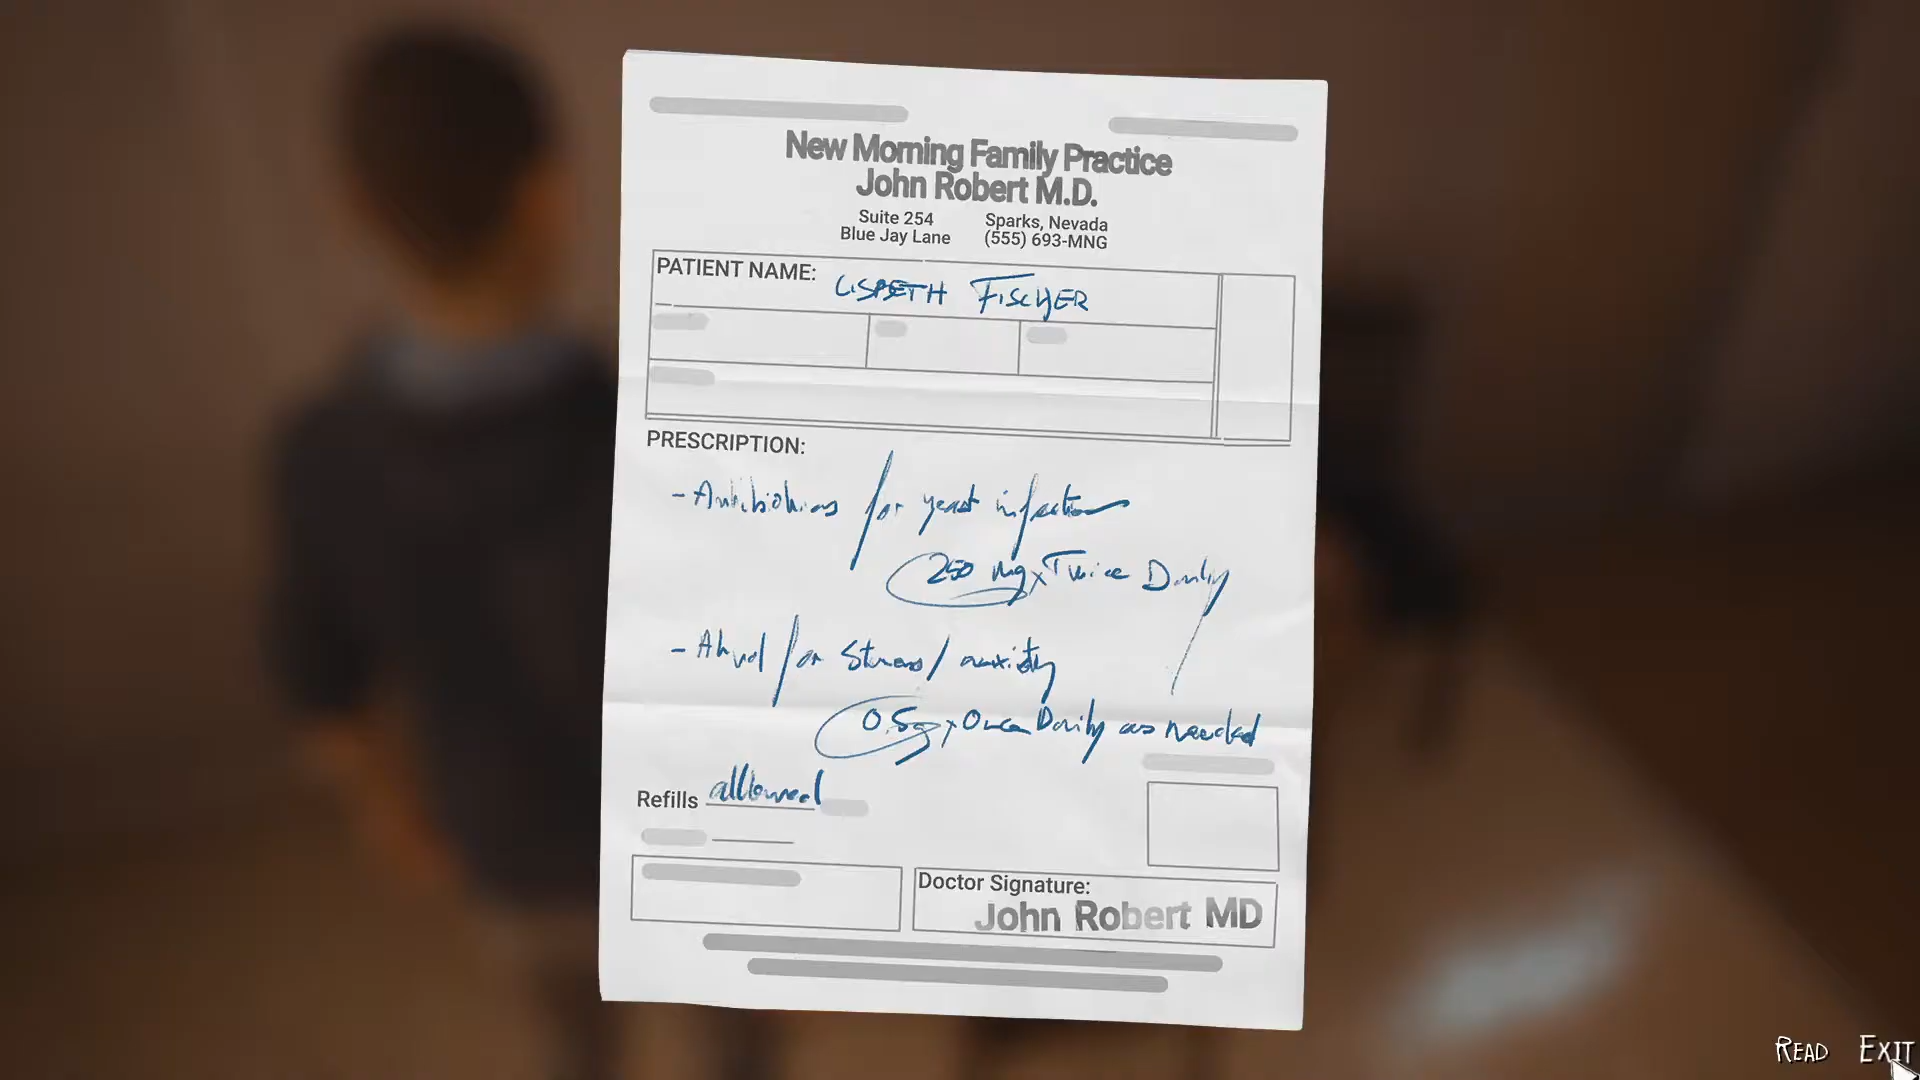 New Morning Family Practice
John Robert M.D.
Suite 254 Sparks, Nevada
Blue Jay Lane (555) 693-MNG
PATIENT NAME: LISBETH FISCHER
PRESCRIPTION:
- Antibiotics for yeast infection
250 mg x Twice Daily
- Ativol for Stress/anxiety
0.5g x Once Daily as needed
Refills allowed
Doctor Signature:
John Robert MD
READ EXIT